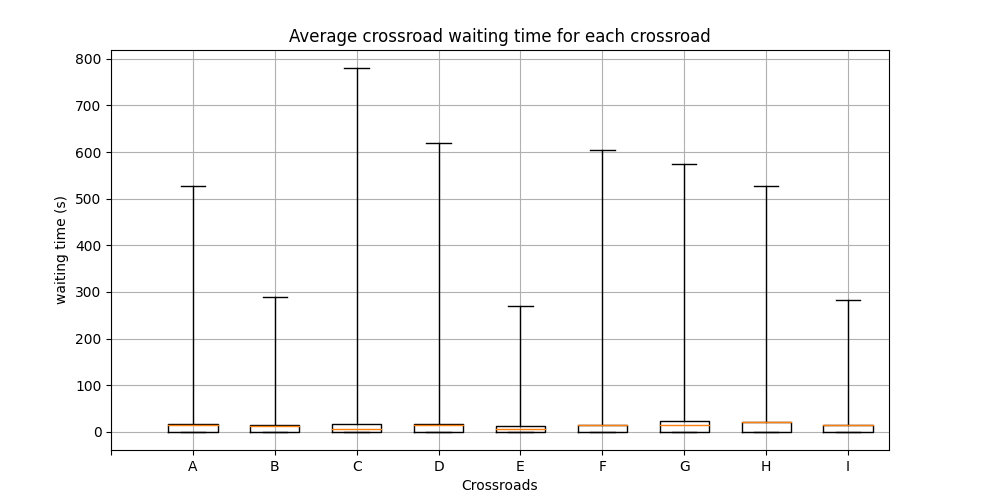 Average crossroad waiting time for each crossroad
800
700
600
500
400
300
200
100
0
waiting time (s)
A B C D E F G H I
Crossroads